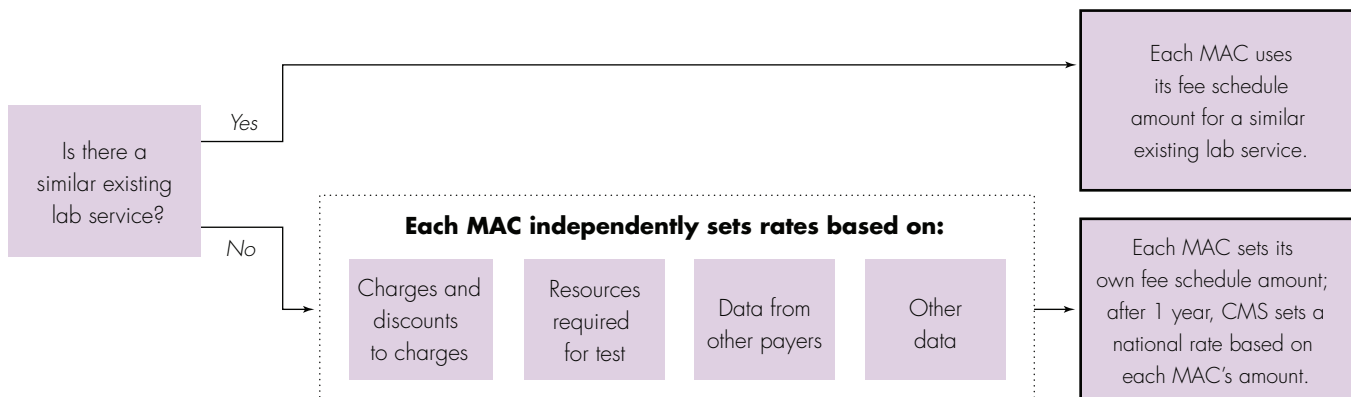 Is there a
similar existing
lab service?
Yes
Each MAC uses
its fee schedule
amount for a similar
existing lab service.
No
Each MAC independently sets rates based on:
Charges and
discounts
to charges
Resources
required
for test
Data from
other payers
Other
data
Each MAC sets its
own fee schedule amount;
after 1 year, CMS sets a
national rate based on
each MAC’s amount.